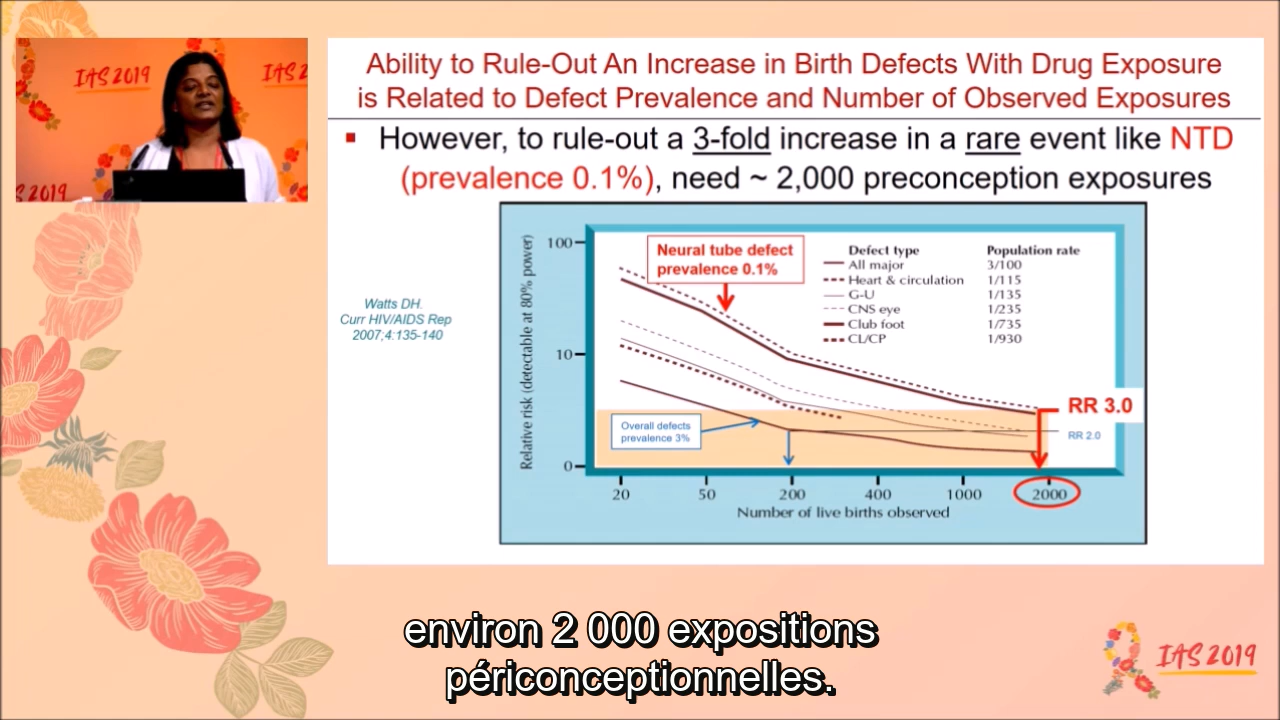 IAS 2019
IAS 2
S 2019
Ability to Rule-Out An Increase in Birth Defects With Drug Exposure
is Related to Defect Prevalence and Number of Observed Exposures
▪ However, to rule-out a 3-fold increase in a rare event like NTD
(prevalence 0.1%), need ~ 2,000 preconception exposures
Watts DH.
Curr HIV/AIDS Rep
2007;4:135-140
Relative risk (detectable at 80% power)
100
10
0
Neural tube defect
prevalence 0.1%
Defect type Population rate
All major 3/100
Heart & circulation 1/115
G-U 1/135
CNS eye 1/235
Club foot 1/735
CL/CP 1/930
Overall defects
prevalence 3%
RR 3.0
RR 2.0
20 50 200 400 1000 2000
Number of live births observed
environ 2 000 expositions
périconceptionnelles.
IAS 2019